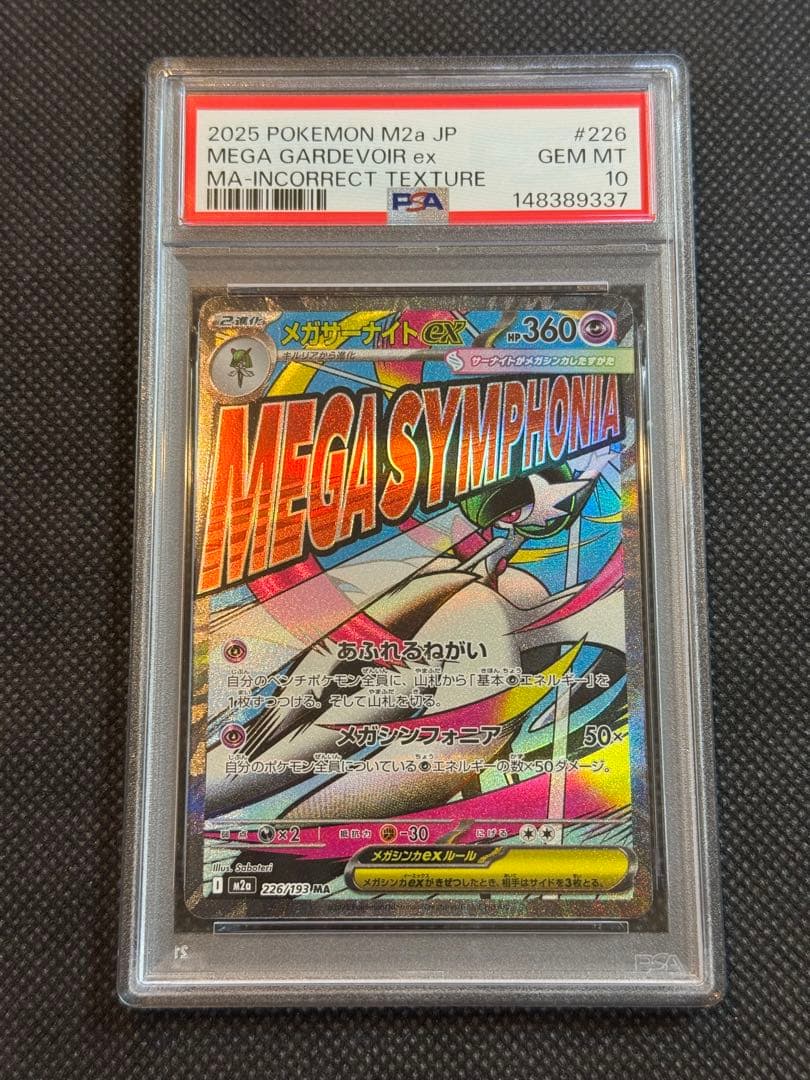 2025 POKEMON M2a JP #226
MEGA GARDEVOIR ex GEM MT
MA-INCORRECT TEXTURE 10
PSA 148389337
2進化 メガサーナイトex HP360
キルリアから進化 サーナイトがメガシンカしたすがた
MEGA SYMPHONIA
あふれるねがい
自分のベンチポケモン全員に、山札から「基本エネルギー」を
1枚ずつつける。そして山札を切る。
メガシンフォニア 50×
自分のポケモン全員についているエネルギーの数×50ダメージ。
弱点 ×2 抵抗力 -30 にげる
メガシンカexルール
メガシンカexがきぜつしたとき、相手はサイドを3枚とる。
Illus. Saboteri
I m2a 226/193 MA
21
PSA